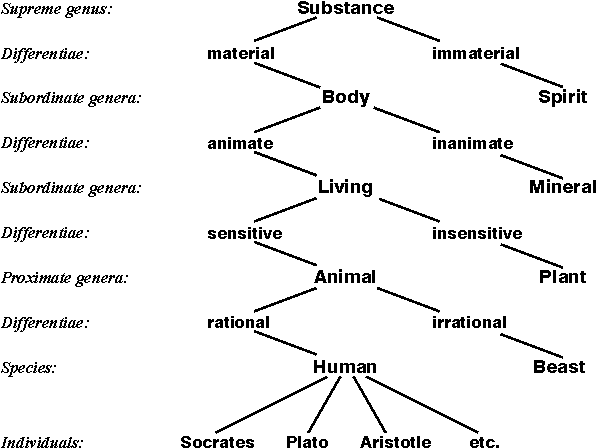 Supreme genus: Substance
Differentiae: material immaterial
Subordinate genera: Body Spirit
Differentiae: animate inanimate
Subordinate genera: Living Mineral
Differentiae: sensitive insensitive
Proximate genera: Animal Plant
Differentiae: rational irrational
Species: Human Beast
Individuals: Socrates Plato Aristotle etc.